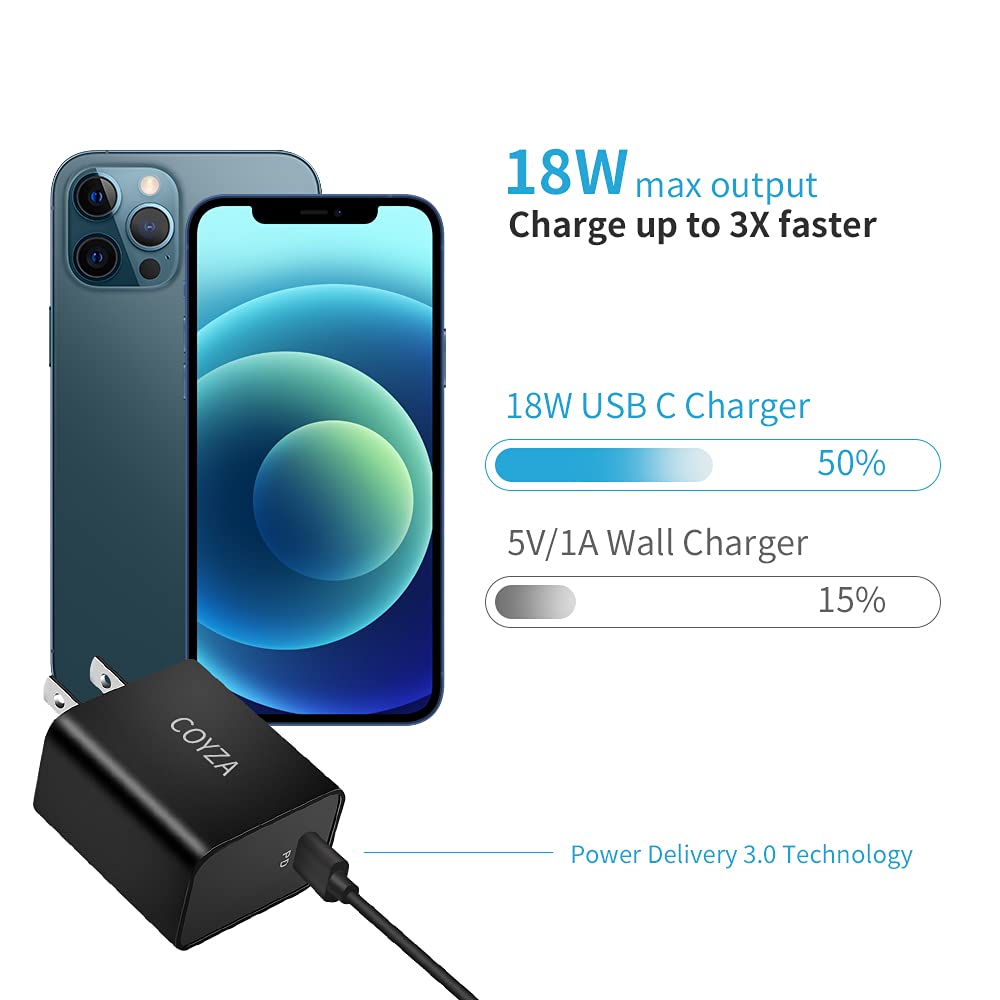 18W max output
Charge up to 3X faster
18W USB C Charger
50%
5V/1A Wall Charger
15%
COYZA
PD
Power Delivery 3.0 Technology